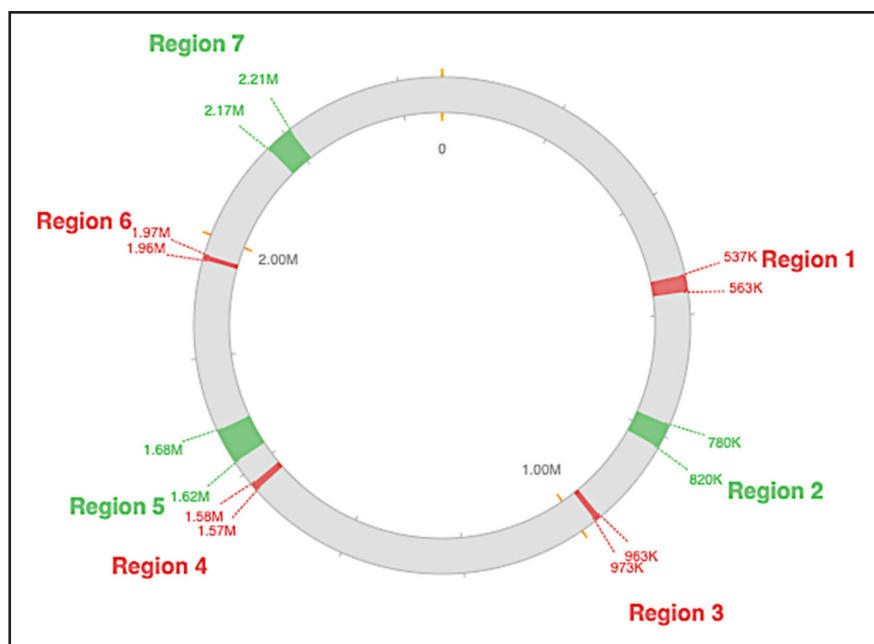 Region 7
2.21M
2.17M
0
Region 6
1.97M
1.96M
2.00M
537K
Region 1
563K
780K
820K
Region 2
1.00M
1.68M
1.62M
Region 5
1.58M
1.57M
Region 4
963K
973K
Region 3